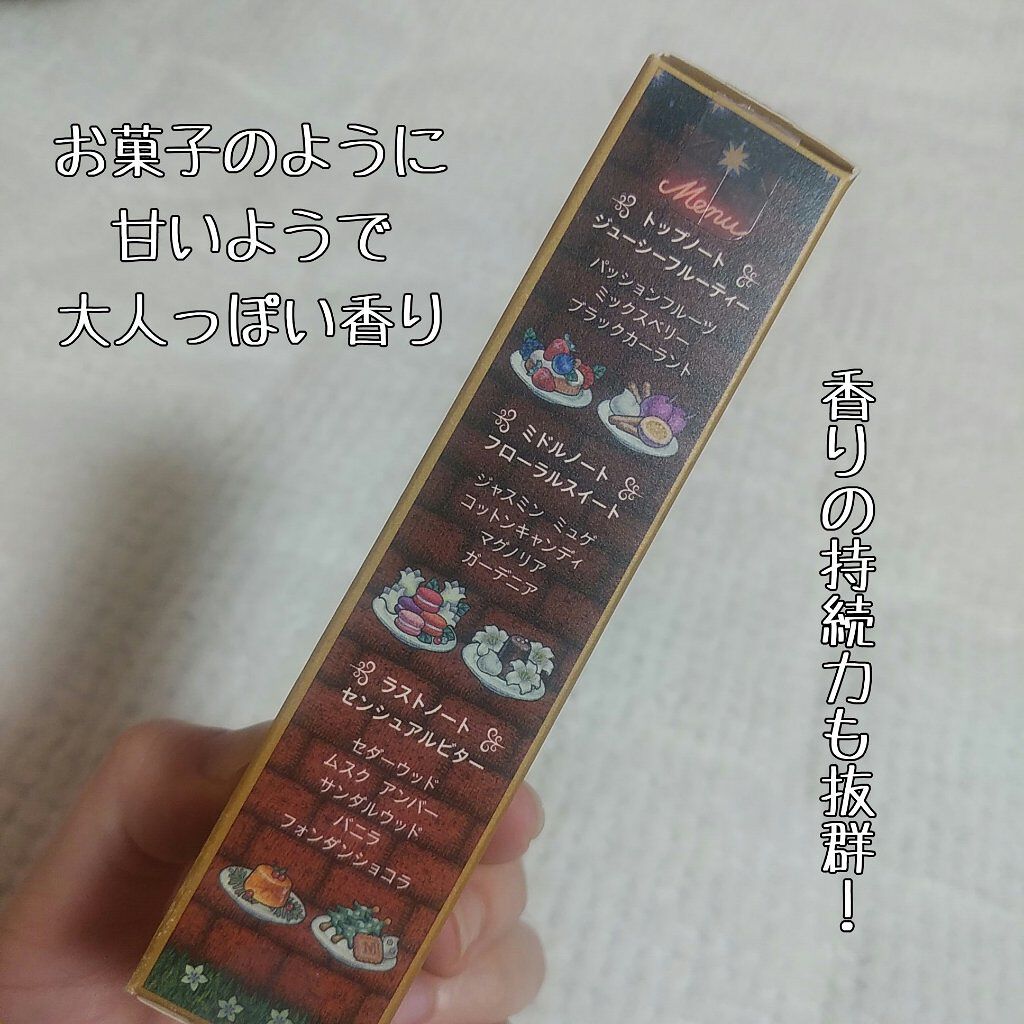 お菓子のように
甘いようで
大人っぽい香り
香りの持続力も抜群!
Menu
トップノート
ジューシーフルーティー
パッションフルーツ
ミックスベリー
ブラックカーラント
ミドルノート
フローラルスイート
ジャスミン ミュゲ
コットンキャンディ
マグノリア
ガーデニア
ラストノート
センシュアルビター
セダーウッド
ムスク アンバー
サンダルウッド
バニラ
フォンダンショコラ
M